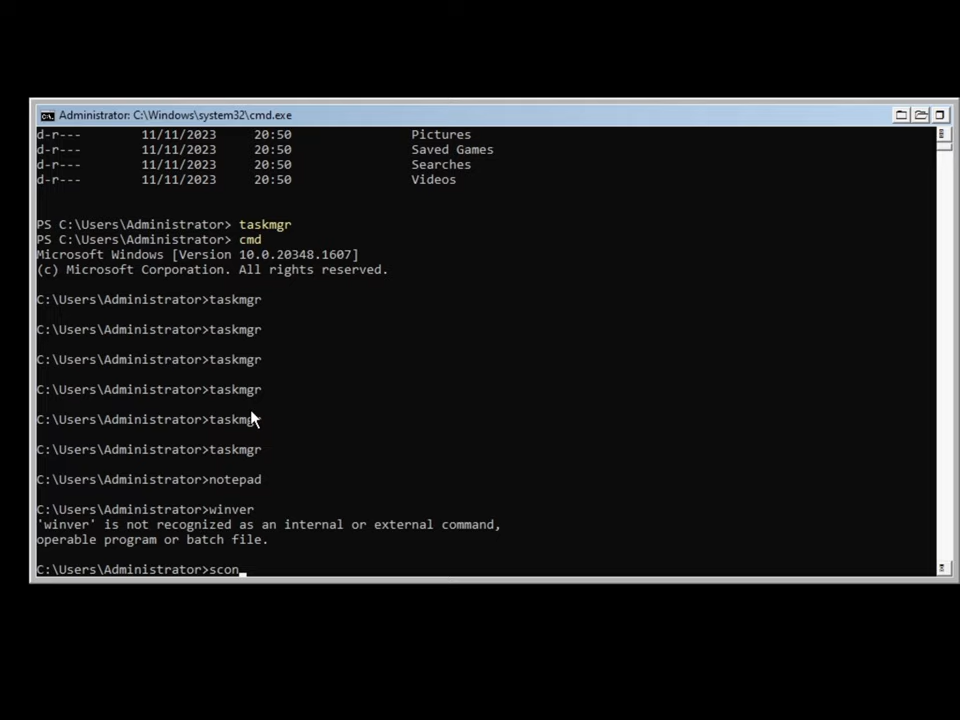 Administrator: C:\Windows\system32\cmd.exe
d-r--- 11/11/2023 20:50 Pictures
d-r--- 11/11/2023 20:50 Saved Games
d-r--- 11/11/2023 20:50 Searches
d-r--- 11/11/2023 20:50 Videos
PS C:\Users\Administrator> taskmgr
PS C:\Users\Administrator> cmd
Microsoft Windows [Version 10.0.20348.1607]
(c) Microsoft Corporation. All rights reserved.
C:\Users\Administrator>taskmgr
C:\Users\Administrator>taskmgr
C:\Users\Administrator>taskmgr
C:\Users\Administrator>taskmgr
C:\Users\Administrator>taskmgr
C:\Users\Administrator>taskmgr
C:\Users\Administrator>notepad
C:\Users\Administrator>winver
'winver' is not recognized as an internal or external command,
operable program or batch file.
C:\Users\Administrator>scon_